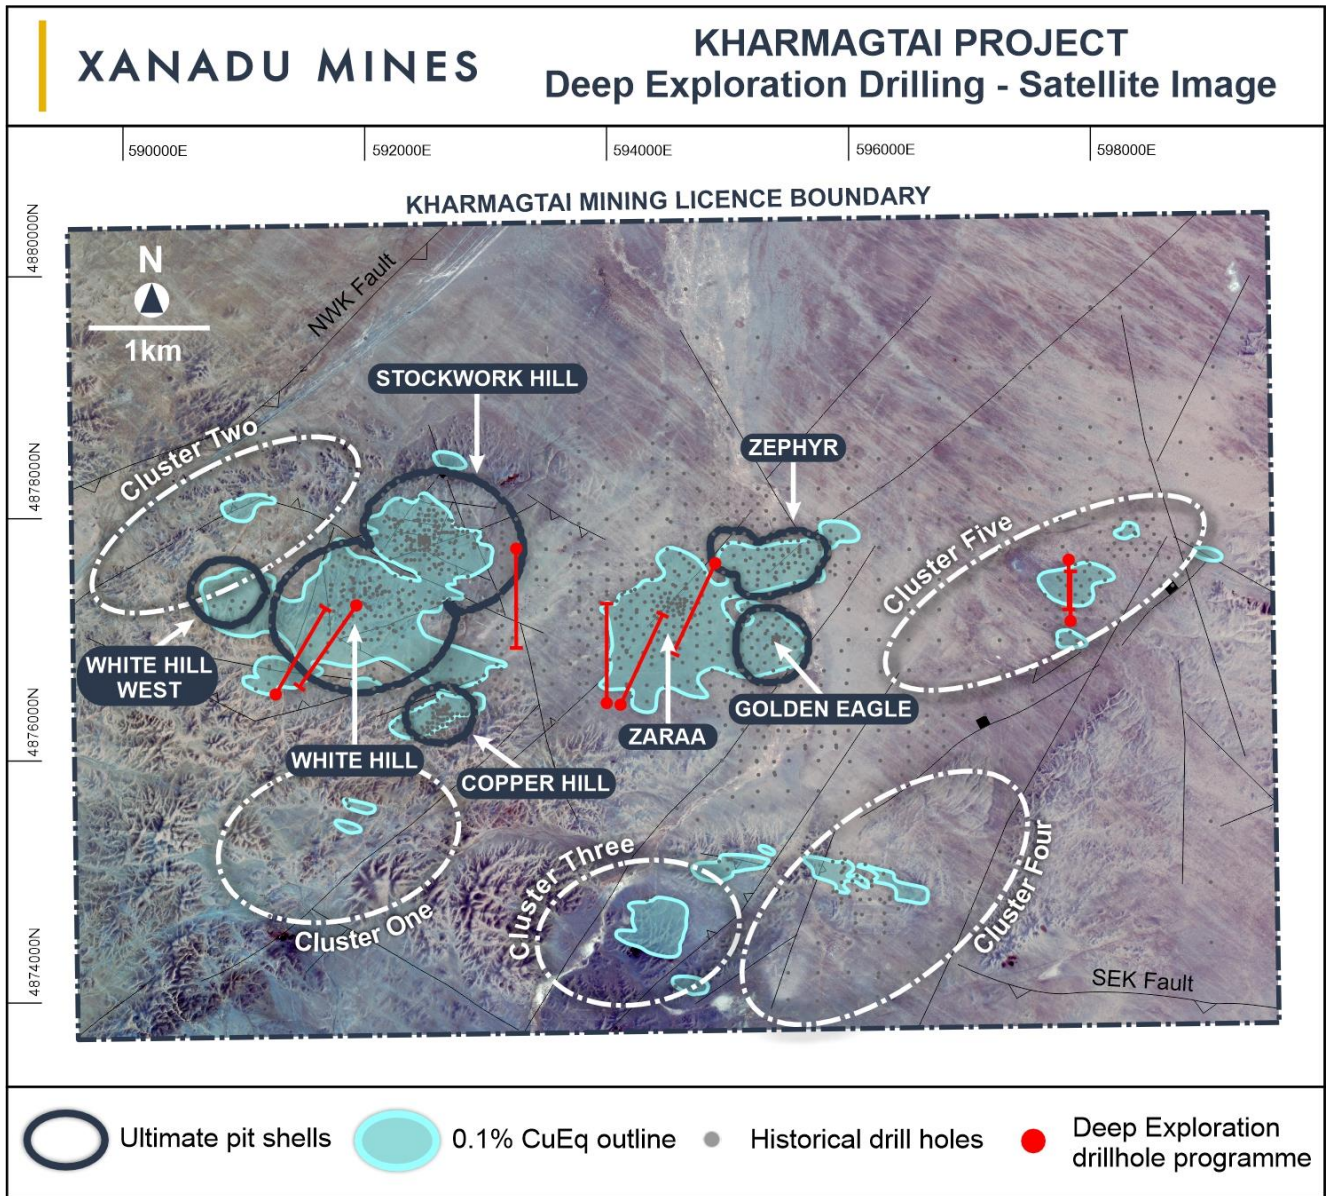 XANADU MINES
KHARMAGTAI PROJECT
Deep Exploration Drilling - Satellite Image
590000E
592000E
594000E
596000E
598000E
KHARMAGTAI MINING LICENCE BOUNDARY
4880000N
4878000N
4876000N
4874000N
N
1km
NWK Fault
STOCKWORK HILL
Cluster Two
ZEPHYR
Cluster Five
WHITE HILL
WEST
GOLDEN EAGLE
ZARAA
WHITE HILL
COPPER HILL
Cluster Three
Cluster Four
Cluster One
SEK Fault
Ultimate pit shells
0.1% CuEq outline
Historical drill holes
Deep Exploration
drillhole programme